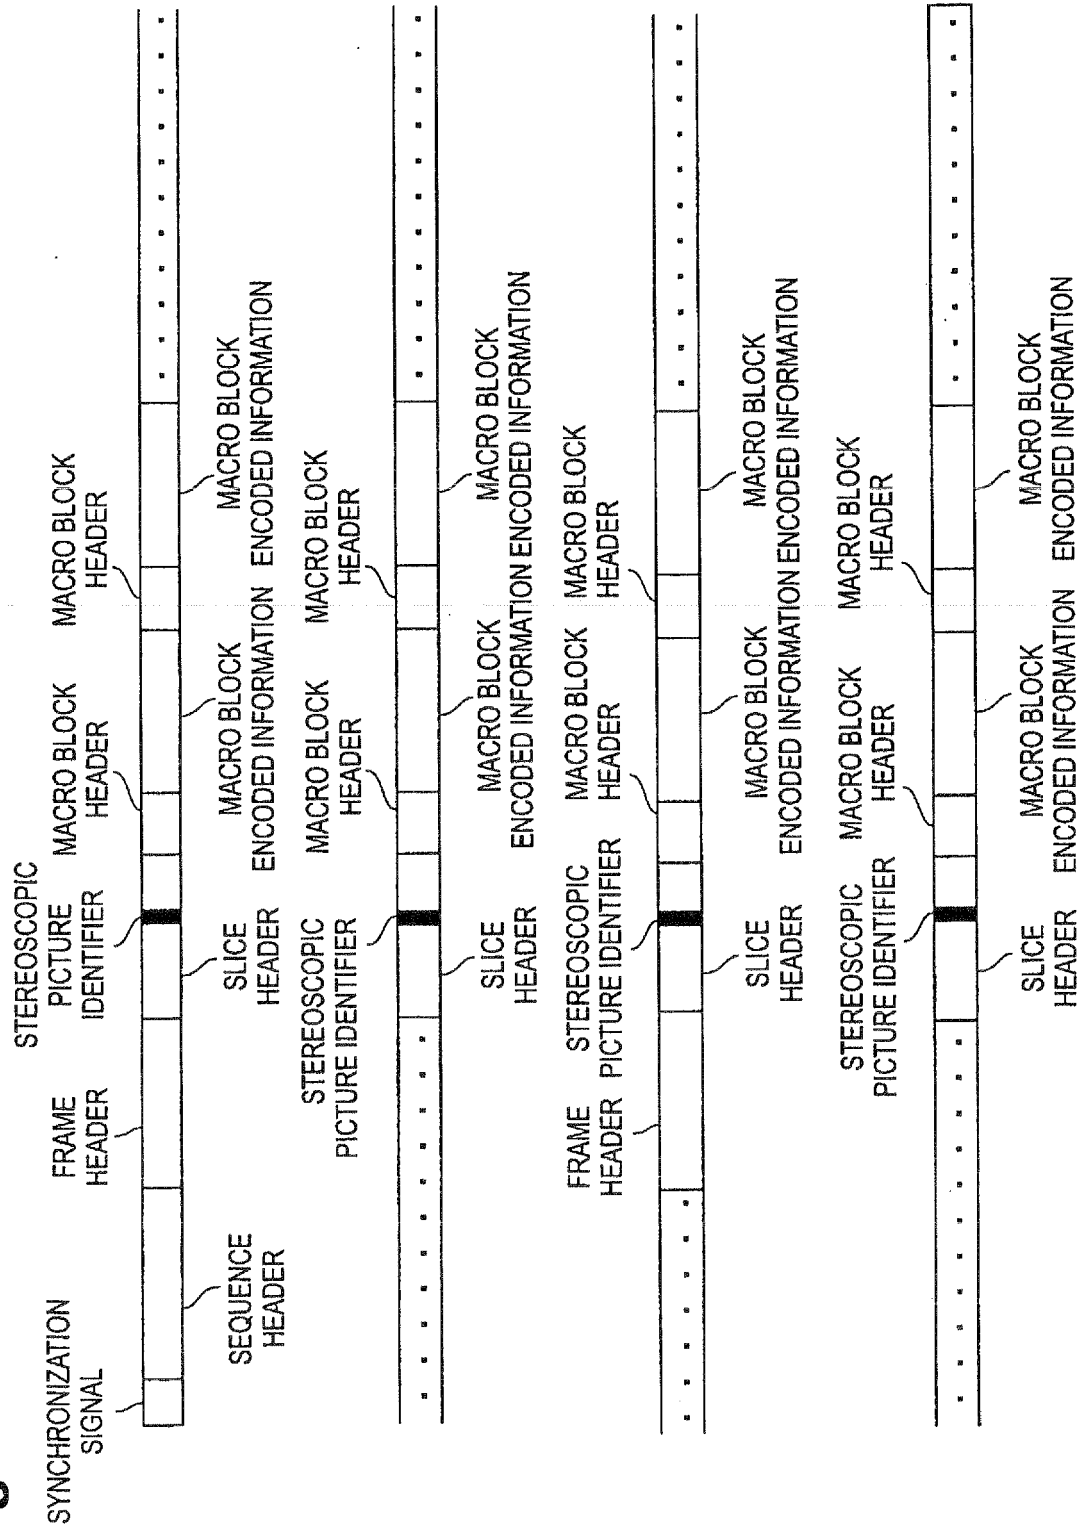 SYNCHRONIZATION
SIGNAL
FRAME
HEADER
STEREOSCOPIC
PICTURE
IDENTIFIER
MACRO BLOCK
HEADER
MACRO BLOCK
HEADER
SEQUENCE
HEADER
SLICE
HEADER
MACRO BLOCK
ENCODED INFORMATION
MACRO BLOCK
ENCODED INFORMATION
STEREOSCOPIC
PICTURE IDENTIFIER
MACRO BLOCK
HEADER
MACRO BLOCK
HEADER
SLICE
HEADER
MACRO BLOCK
ENCODED INFORMATION
MACRO BLOCK
ENCODED INFORMATION
FRAME
HEADER
STEREOSCOPIC
PICTURE IDENTIFIER
MACRO BLOCK
HEADER
MACRO BLOCK
HEADER
SLICE
HEADER
MACRO BLOCK
ENCODED INFORMATION
MACRO BLOCK
ENCODED INFORMATION
STEREOSCOPIC
PICTURE IDENTIFIER
MACRO BLOCK
HEADER
MACRO BLOCK
HEADER
SLICE
HEADER
MACRO BLOCK
ENCODED INFORMATION
MACRO BLOCK
ENCODED INFORMATION